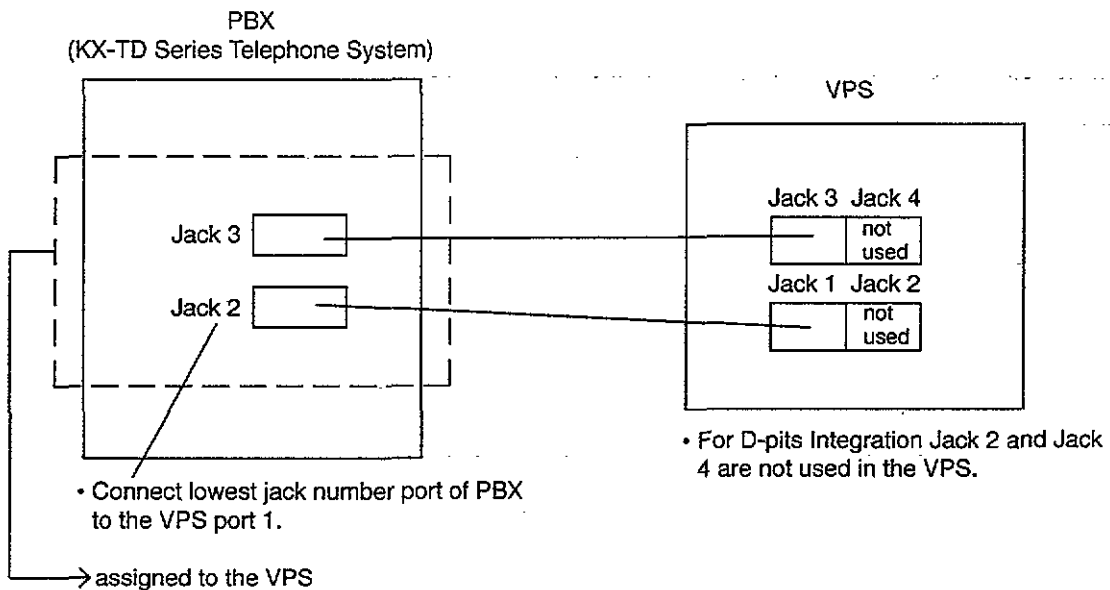 PBX
(KX-TD Series Telephone System)
VPS
Jack 3
Jack 2
Jack 3 Jack 4
not
used
Jack 1 Jack 2
not
used
• For D-pits Integration Jack 2 and Jack
4 are not used in the VPS.
• Connect lowest jack number port of PBX
to the VPS port 1.
assigned to the VPS